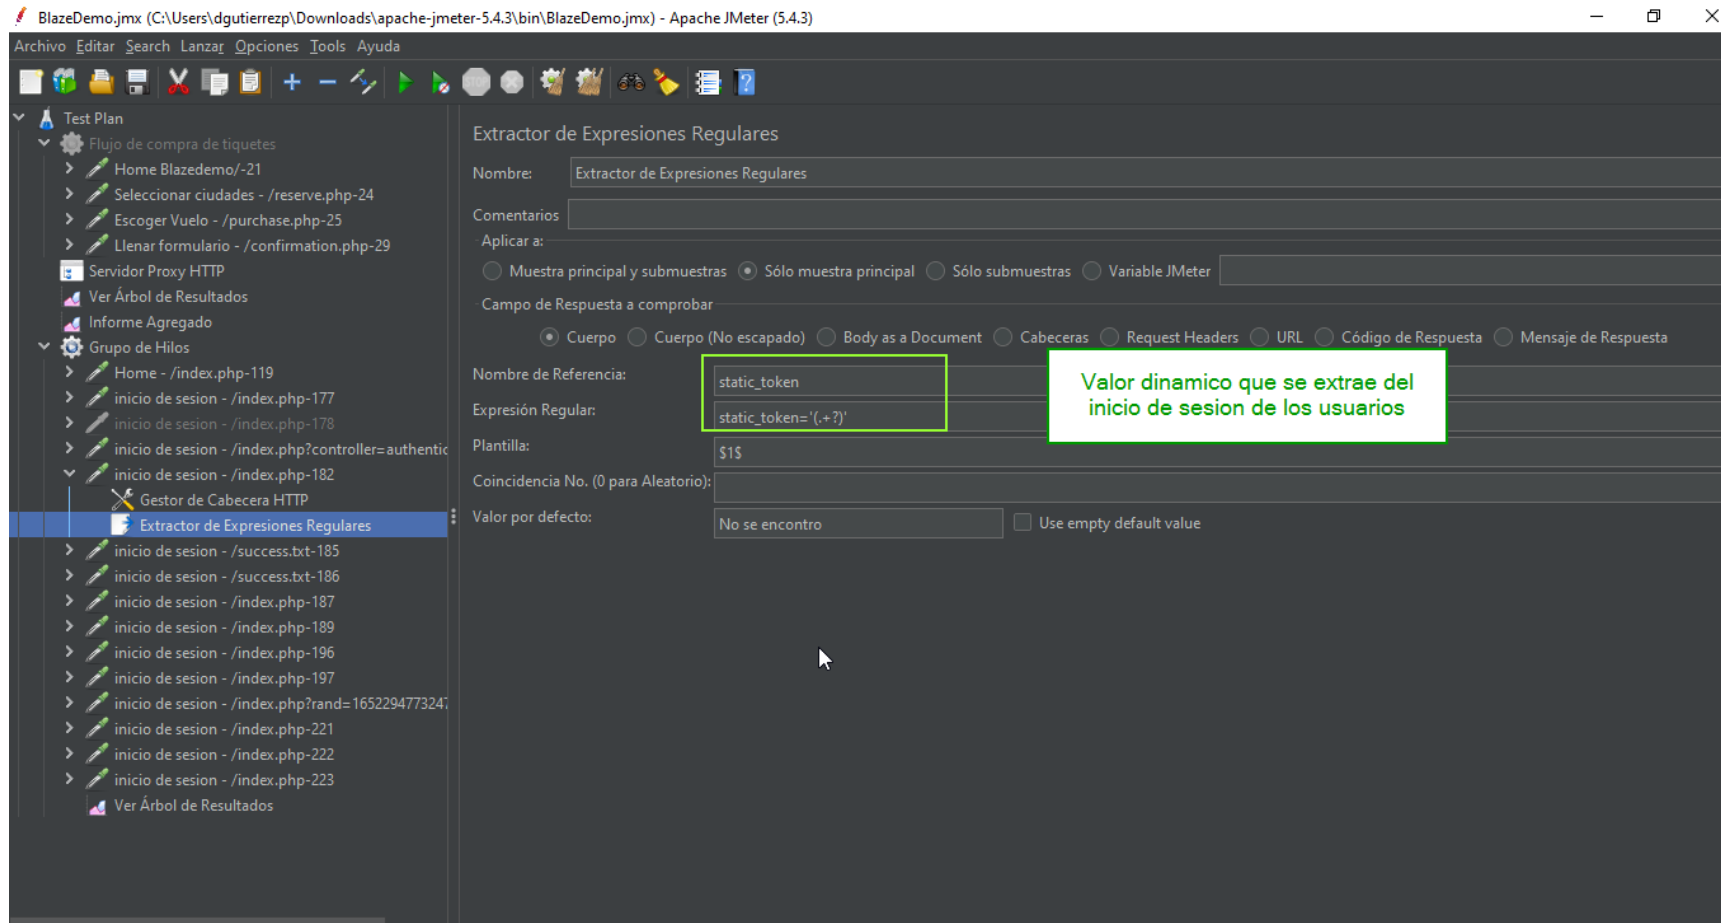 BlazeDemo.jmx (C:\Users\dgutierrezp\Downloads\apache-jmeter-5.4.3\bin\BlazeDemo.jmx) - Apache JMeter (5.4.3)
Archivo Editar Search Lanzar Opciones Tools Ayuda
STOP
Test Plan
Flujo de compra de tiquetes
Home Blazedemo/-21
Seleccionar ciudades - /reserve.php-24
Escoger Vuelo - /purchase.php-25
Llenar formulario - /confirmation.php-29
Servidor Proxy HTTP
Ver Árbol de Resultados
Informe Agregado
Grupo de Hilos
Home - /index.php-119
inicio de sesion - /index.php-177
inicio de sesion - /index.php-178
inicio de sesion - /index.php?controller=authentic
inicio de sesion - /index.php-182
Gestor de Cabecera HTTP
Extractor de Expresiones Regulares
inicio de sesion - /success.txt-185
inicio de sesion - /success.txt-186
inicio de sesion - /index.php-187
inicio de sesion - /index.php-189
inicio de sesion - /index.php-196
inicio de sesion - /index.php-197
inicio de sesion - /index.php?rand=1652294773247
inicio de sesion - /index.php-221
inicio de sesion - /index.php-222
inicio de sesion - /index.php-223
Ver Árbol de Resultados
Extractor de Expresiones Regulares
Nombre: Extractor de Expresiones Regulares
Comentarios
Aplicar a:
Muestra principal y submuestras Sólo muestra principal Sólo submuestras Variable JMeter
Campo de Respuesta a comprobar
Cuerpo Cuerpo (No escapado) Body as a Document Cabeceras Request Headers URL Código de Respuesta Mensaje de Respuesta
Nombre de Referencia: static_token
Expresión Regular: static_token='(.+?)'
Plantilla: $1$
Coincidencia No. (0 para Aleatorio):
Valor por defecto: No se encontro Use empty default value
Valor dinamico que se extrae del
inicio de sesion de los usuarios